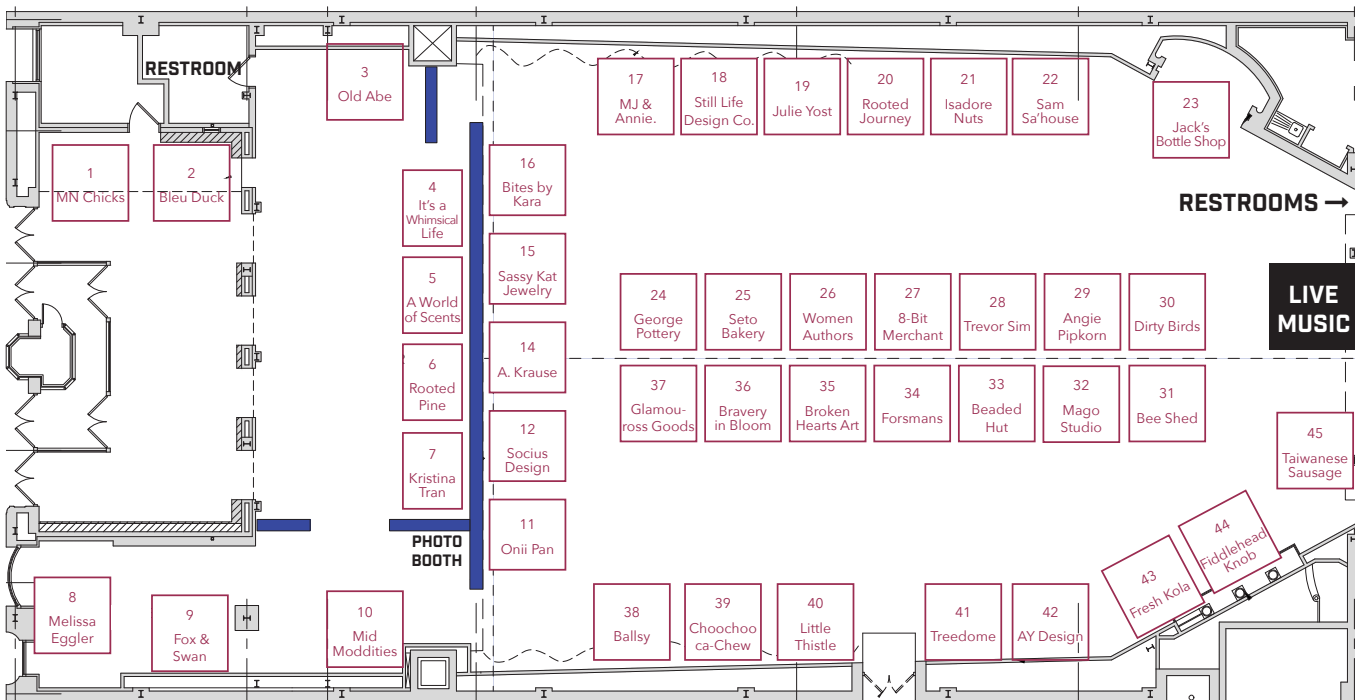 RESTROOM
1
MN Chicks
2
Bleu Duck
3
Old Abe
4
It's a
Whimsical
Life
5
A World
of Scents
6
Rooted
Pine
7
Kristina
Tran
8
Melissa
Eggler
9
Fox &
Swan
10
Mid
Moddities
PHOTO
BOOTH
11
Onii Pan
12
Socius
Design
14
A. Krause
15
Sassy Kat
Jewelry
16
Bites by
Kara
17
MJ &
Annie.
18
Still Life
Design Co.
19
Julie Yost
20
Rooted
Journey
21
Isadore
Nuts
22
Sam
Sa'house
23
Jack's
Bottle Shop
RESTROOMS →
LIVE
MUSIC
24
George
Pottery
25
Seto
Bakery
26
Women
Authors
27
8-Bit
Merchant
28
Trevor Sim
29
Angie
Pipkorn
30
Dirty Birds
37
Glamou-
ross Goods
36
Bravery
in Bloom
35
Broken
Hearts Art
34
Forsmans
33
Beaded
Hut
32
Mago
Studio
31
Bee Shed
45
Taiwanese
Sausage
44
Fiddlehead
Knob
43
Fresh Kola
38
Ballsy
39
Choochoo
ca-Chew
40
Little
Thistle
41
Treedome
42
AY Design